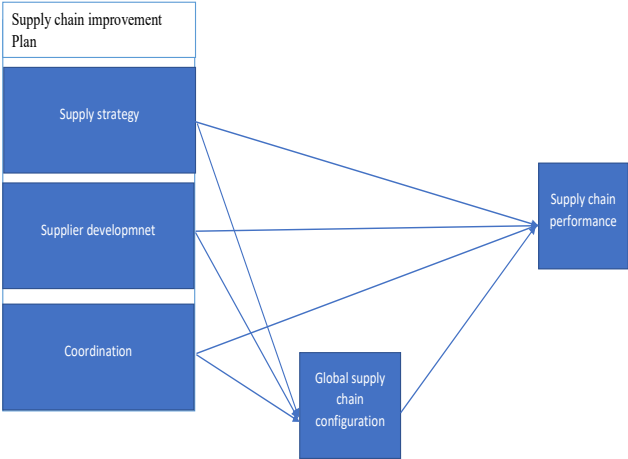 Supply chain improvement
Plan
Supply strategy
Supplier developmnet
Coordination
Global supply
chain
configuration
Supply chain
performance